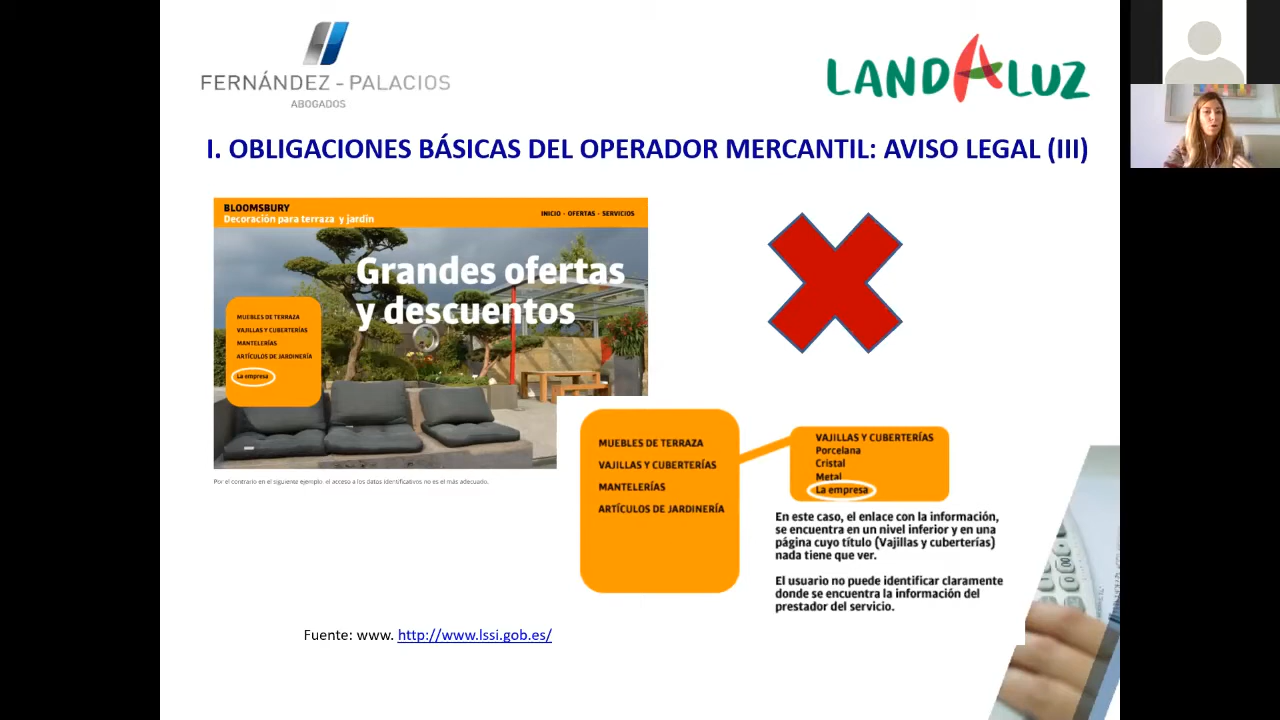 FERNÁNDEZ - PALACIOS
ABOGADOS
LANDALUZ
I. OBLIGACIONES BÁSICAS DEL OPERADOR MERCANTIL: AVISO LEGAL (III)
BLOOMSBURY
Decoración para terraza y jardín
INICIO - OFERTAS - SERVICIOS
Grandes ofertas
y descuentos
MUEBLES DE TERRAZA
VAJILLAS Y CUBERTERÍAS
MANTELERÍAS
ARTÍCULOS DE JARDINERÍA
La empresa
Por el contrario en el siguiente ejemplo, el acceso a los datos identificativos no es el más adecuado.
MUEBLES DE TERRAZA
VAJILLAS Y CUBERTERÍAS
MANTELERÍAS
ARTÍCULOS DE JARDINERÍA
VAJILLAS Y CUBERTERÍAS
Porcelana
Cristal
Metal
La empresa
En este caso, el enlace con la información,
se encuentra en un nivel inferior y en una
página cuyo título (Vajillas y cuberterías)
nada tiene que ver.
El usuario no puede identificar claramente
donde se encuentra la información del
prestador del servicio.
Fuente: www. http://www.lssi.gob.es/